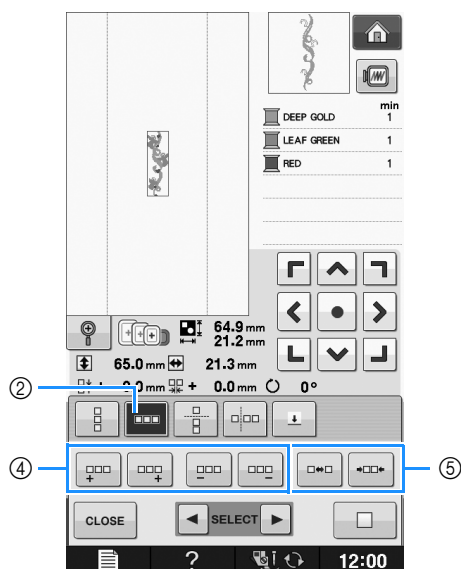 min
DEEP GOLD 1
LEAF GREEN 1
RED 1
64.9 mm
21.2 mm
65.0 mm 21.3 mm
+ 0.0 mm + 0.0 mm 0°
②
④
⑤
+ + − −
CLOSE SELECT
? 12:00